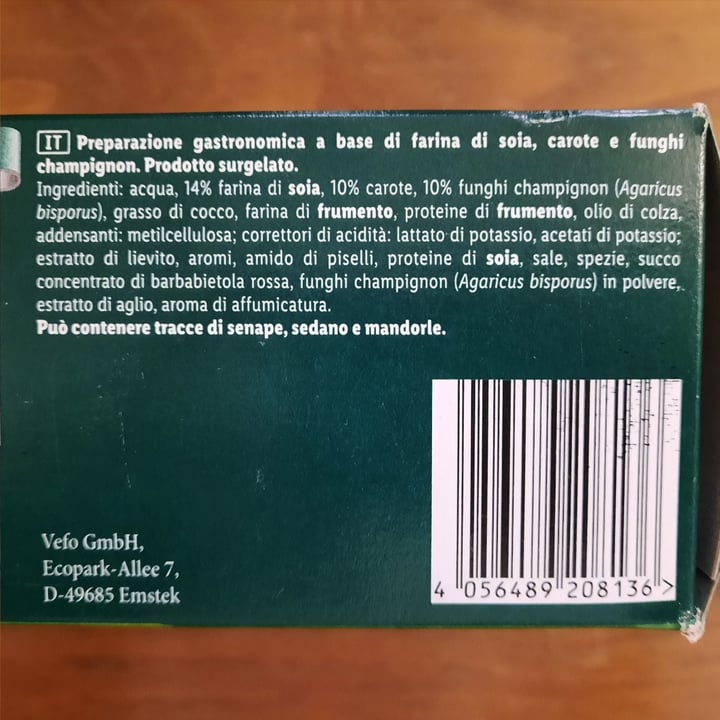 IT Preparazione gastronomica a base di farina di soia, carote e funghi
champignon. Prodotto surgelato.
Ingredienti: acqua, 14% farina di soia, 10% carote, 10% funghi champignon (Agaricus
bisporus), grasso di cocco, farina di frumento, proteine di frumento, olio di colza,
addensanti: metilcellulosa; correttori di acidità: lattato di potassio, acetati di potassio;
estratto di lievito, aromi, amido di piselli, proteine di soia, sale, spezie, succo
concentrato di barbabietola rossa, funghi champignon (Agaricus bisporus) in polvere,
estratto di aglio, aroma di affumicatura.
Può contenere tracce di senape, sedano e mandorle.
Vefo GmbH,
Ecopark-Allee 7,
D-49685 Emstek
4 056489 208136 >